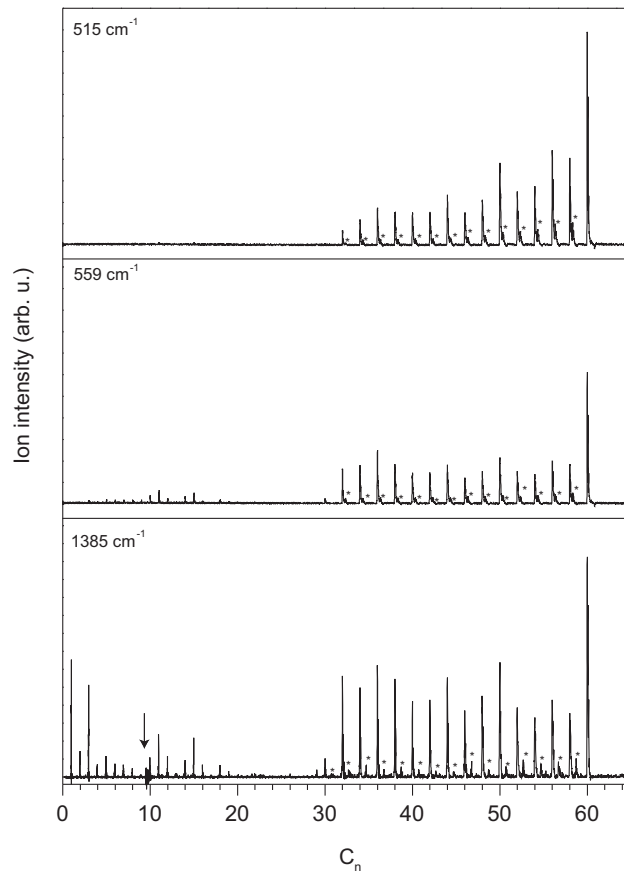 515 cm⁻¹
559 cm⁻¹
Ion intensity (arb. u.)
1385 cm⁻¹
0 10 20 30 40 50 60
Cₙ